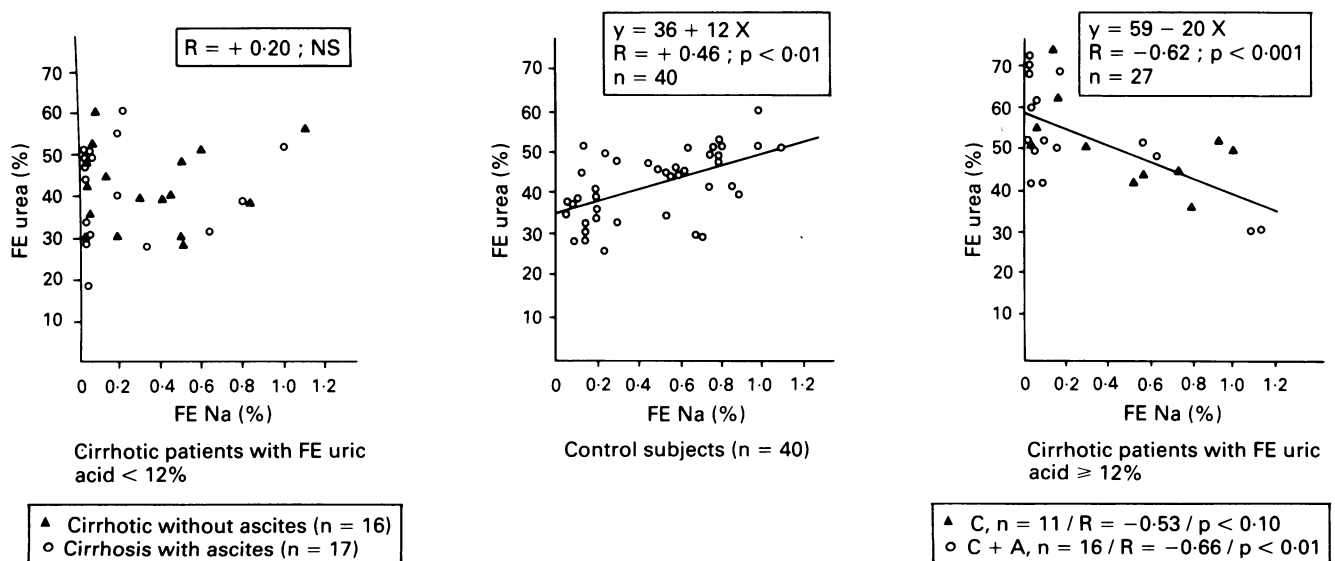 R = + 0·20 ; NS
70
60
50
40
30
20
10
FE urea (%)
0 0·2 0·4 0·6 0·8 1·0 1·2
FE Na (%)
Cirrhotic patients with FE uric
acid < 12%
▲ Cirrhotic without ascites (n = 16)
○ Cirrhosis with ascites (n = 17)
y = 36 + 12 X
R = + 0·46 ; p < 0·01
n = 40
70
60
50
40
30
20
10
FE urea (%)
0 0·2 0·4 0·6 0·8 1·0 1·2
FE Na (%)
Control subjects (n = 40)
y = 59 − 20 X
R = −0·62 ; p < 0·001
n = 27
70
60
50
40
30
20
10
FE urea (%)
0 0·2 0·4 0·6 0·8 1·0 1·2
FE Na (%)
Cirrhotic patients with FE uric
acid ≥ 12%
▲ C, n = 11 / R = −0·53 / p < 0·10
○ C + A, n = 16 / R = −0·66 / p < 0·01